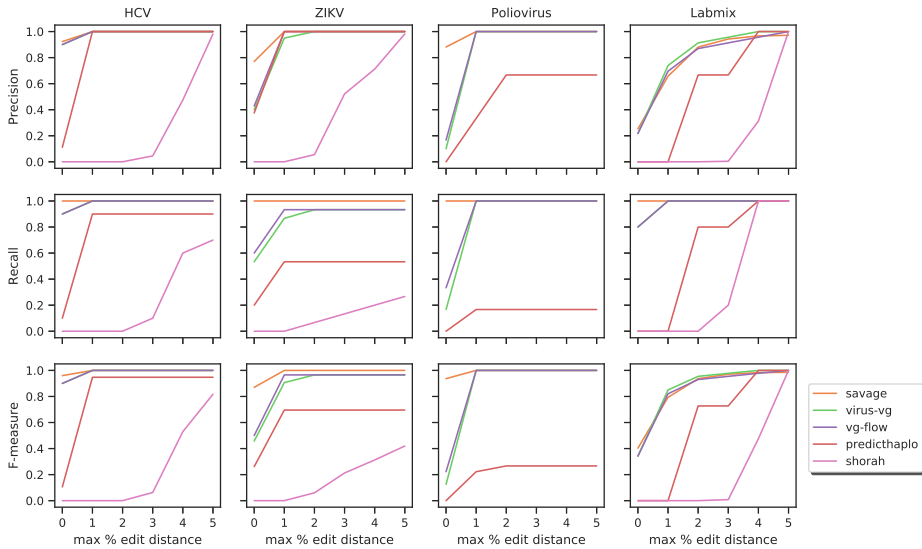 HCV ZIKV Poliovirus Labmix
Precision
1.0
0.8
0.6
0.4
0.2
0.0
Recall
1.0
0.8
0.6
0.4
0.2
0.0
F-measure
1.0
0.8
0.6
0.4
0.2
0.0
0 1 2 3 4 5 0 1 2 3 4 5 0 1 2 3 4 5 0 1 2 3 4 5
max % edit distance max % edit distance max % edit distance max % edit distance
savage
virus-vg
vg-flow
predicthaplo
shorah